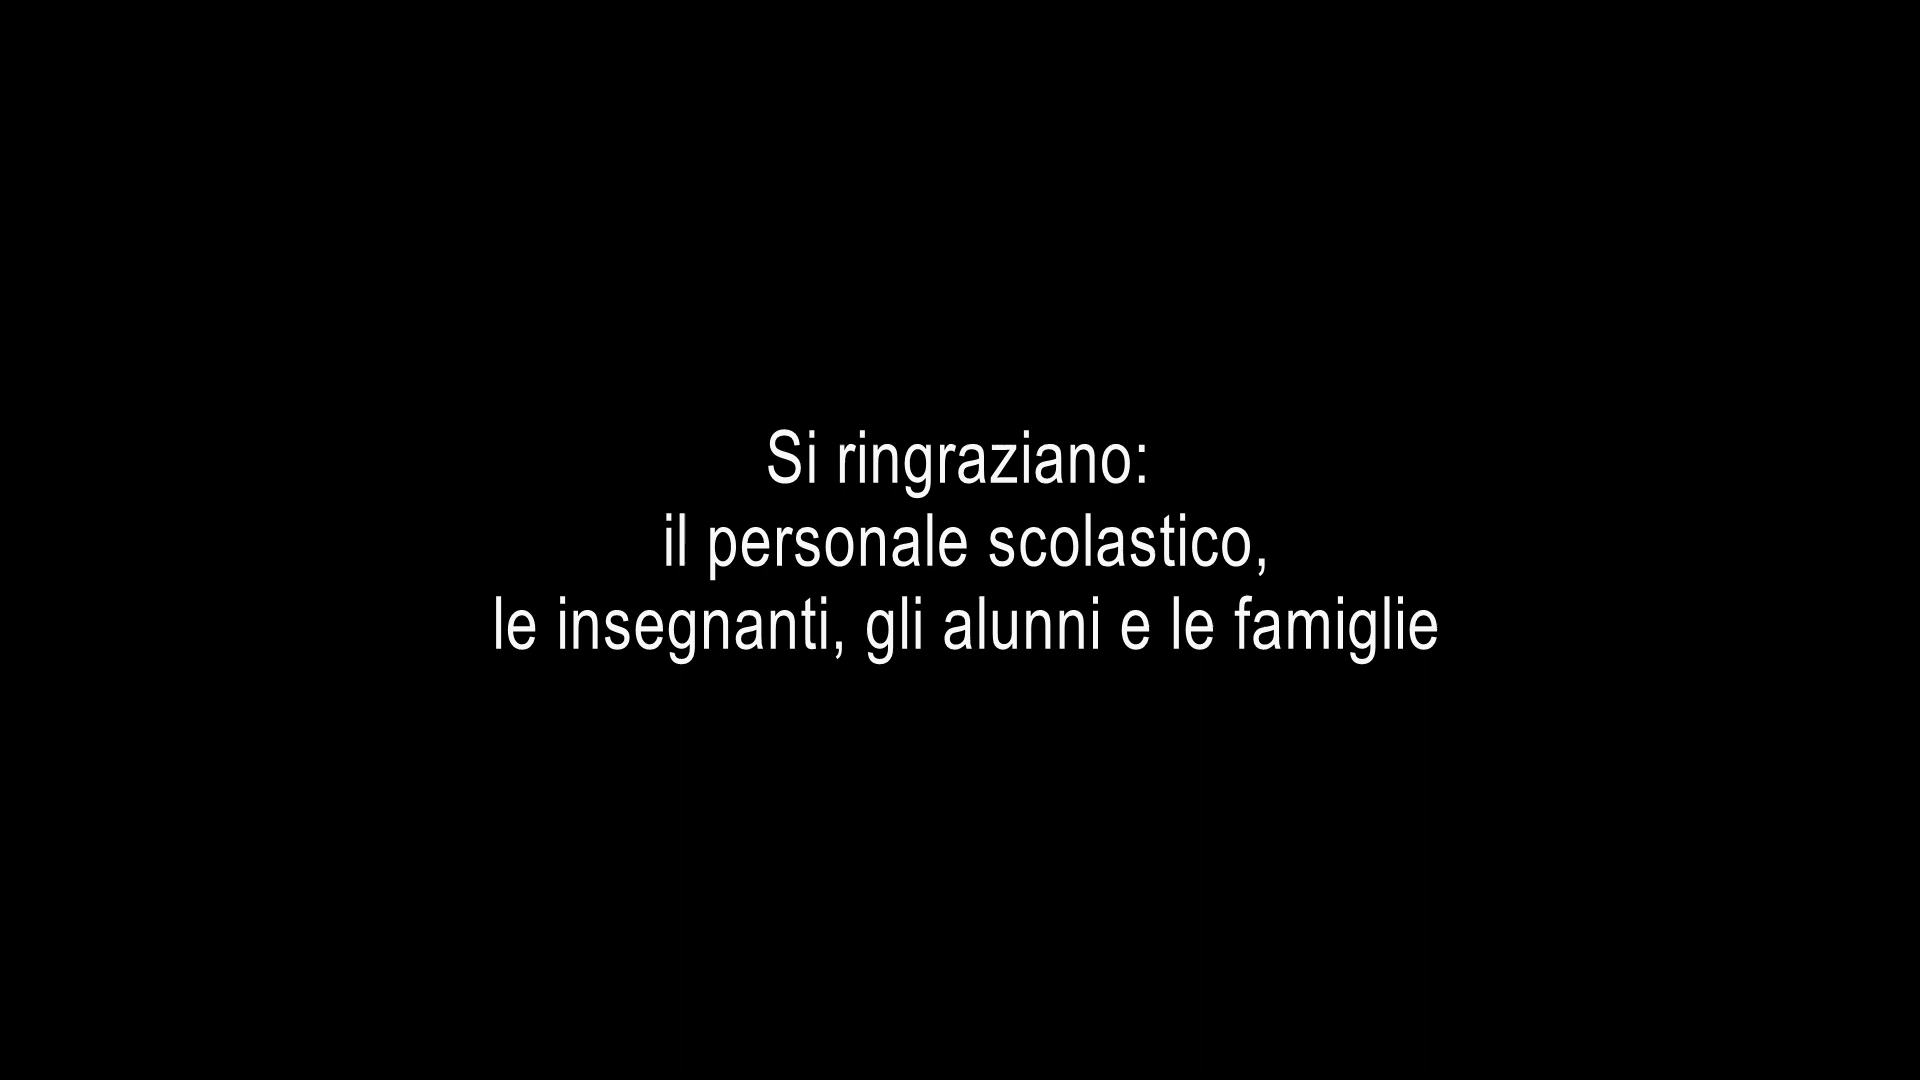 Si ringraziano:
il personale scolastico,
le insegnanti, gli alunni e le famiglie